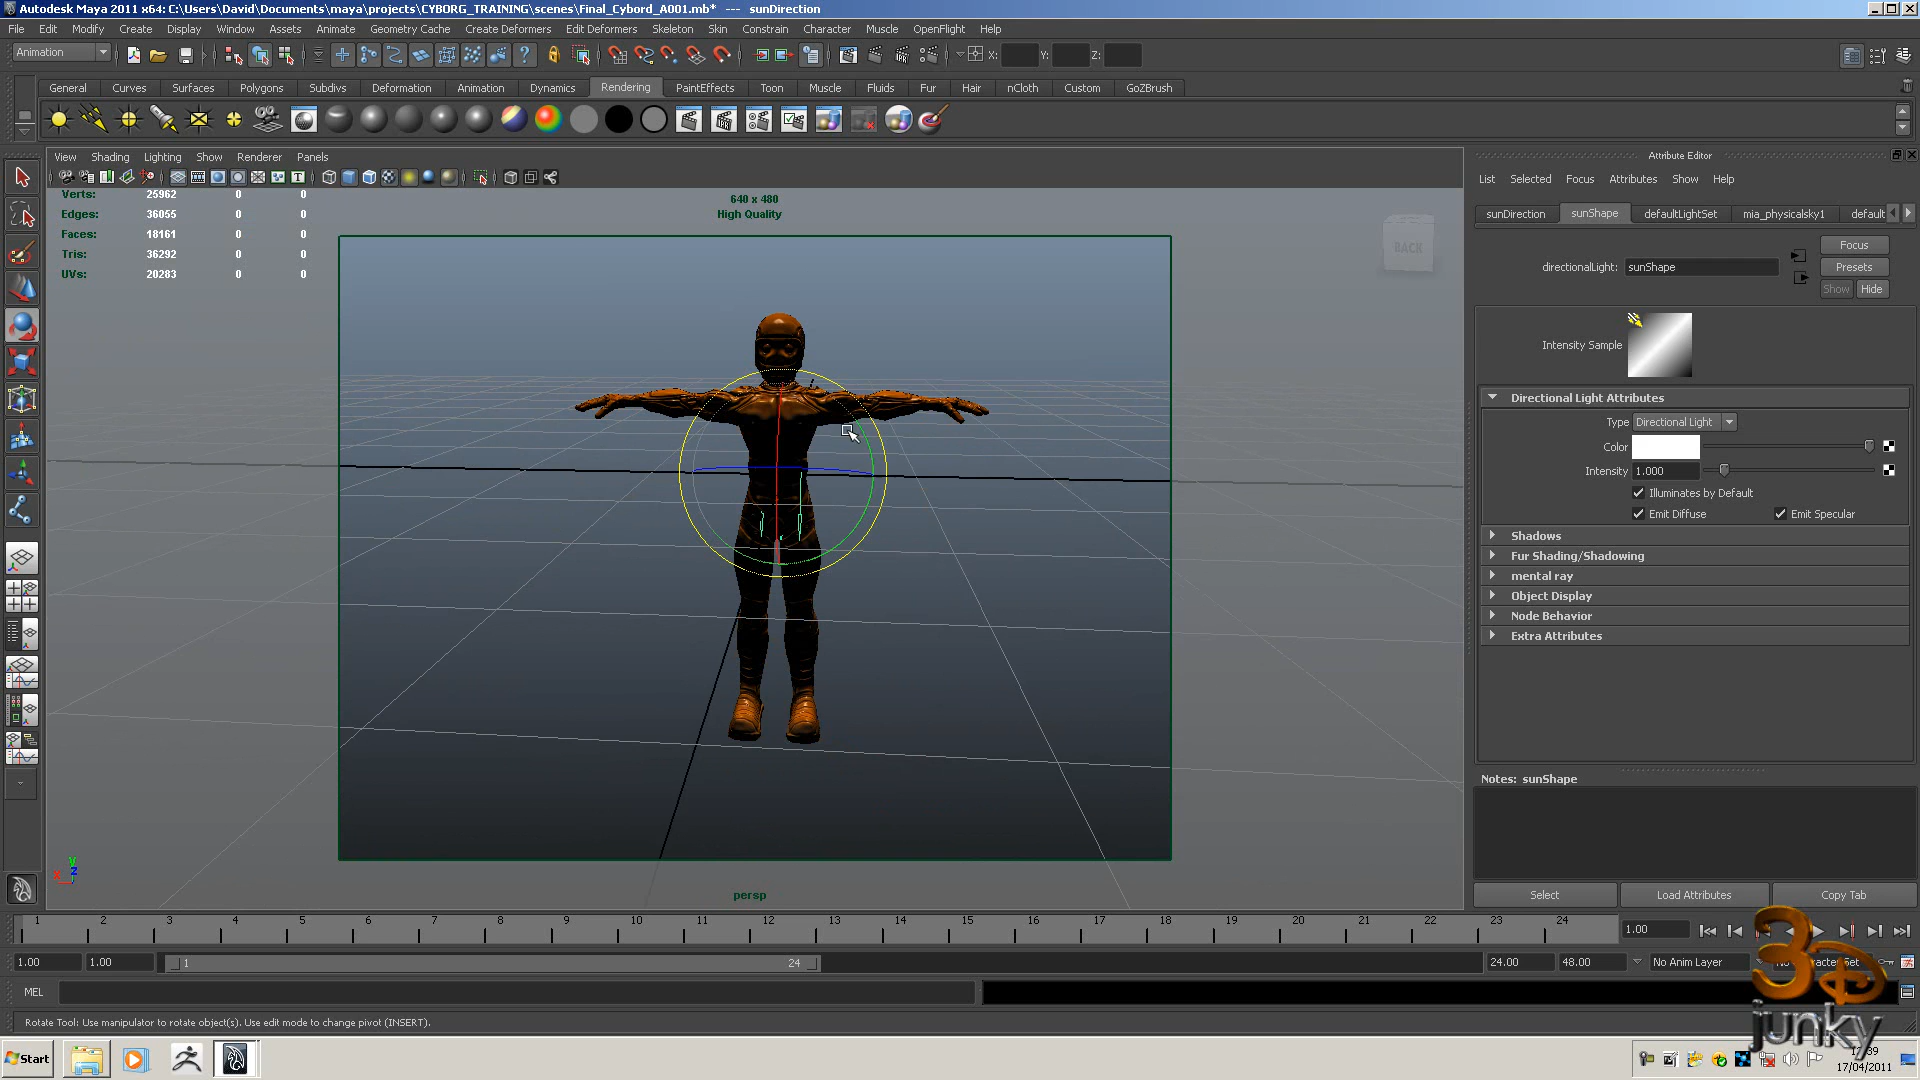 Autodesk Maya 2011 x64: C:\Users\David\Documents\maya\projects\CYBORG_TRAINING\scenes\Final_Cybord_A001.mb* --- sunDirection
File Edit Modify Create Display Window Assets Animate Geometry Cache Create Deformers Edit Deformers Skeleton Skin Constrain Character Muscle OpenFlight Help
Animation X: Y: Z:
General Curves Surfaces Polygons Subdivs Deformation Animation Dynamics Rendering PaintEffects Toon Muscle Fluids Fur Hair nCloth Custom GoZBrush
View Shading Lighting Show Renderer Panels
Verts: 25962 0 0
Edges: 36055 0 0
Faces: 18161 0 0
Tris: 36292 0 0
UVs: 20283 0 0
640 x 480
High Quality
BACK
persp
y
x z
Attribute Editor
List Selected Focus Attributes Show Help
sunDirection sunShape defaultLightSet mia_physicalsky1 default
directionalLight: sunShape
Focus
Presets
Show Hide
Intensity Sample
Directional Light Attributes
Type Directional Light
Color
Intensity 1.000
Illuminates by Default
Emit Diffuse Emit Specular
Shadows
Fur Shading/Shadowing
mental ray
Object Display
Node Behavior
Extra Attributes
Notes: sunShape
Select Load Attributes Copy Tab
1 2 3 4 5 6 7 8 9 10 11 12 13 14 15 16 17 18 19 20 21 22 23 24
1.00
1.00 1.00 1 24 24.00 48.00 No Anim Layer
MEL
Rotate Tool: Use manipulator to rotate object(s). Use edit mode to change pivot (INSERT).
3D
junky
Start
17/04/2011